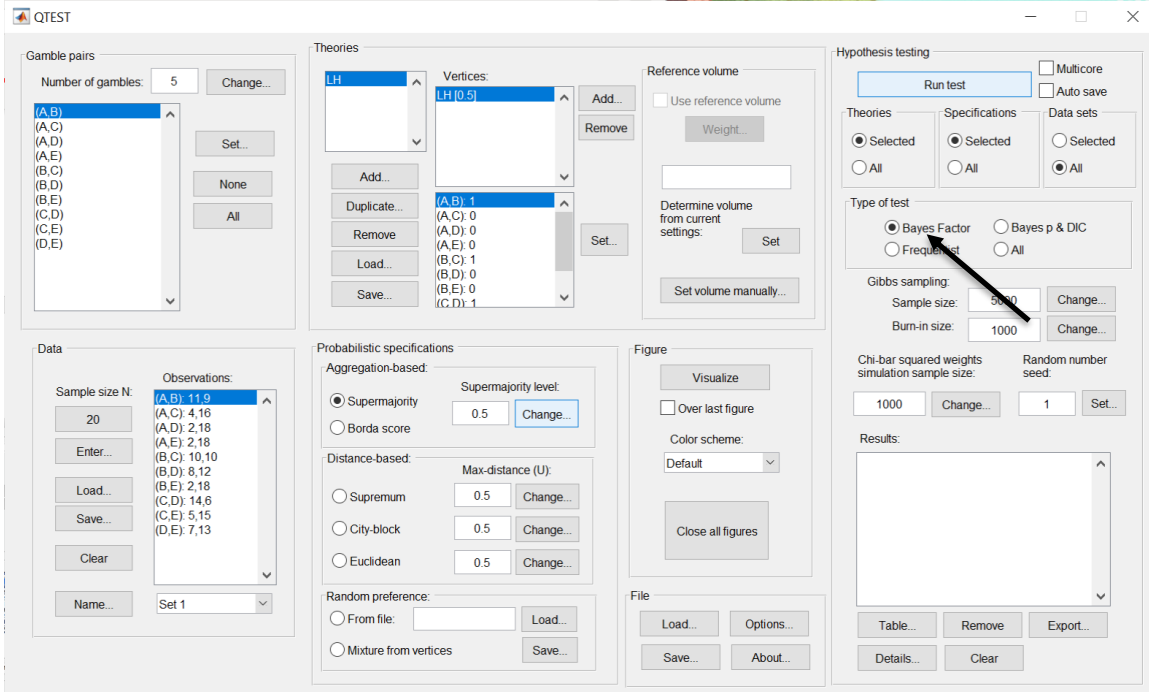 QTEST
Gamble pairs
Number of gambles: 5 Change...
(A,B)
(A,C)
(A,D)
(A,E)
(B,C)
(B,D)
(B,E)
(C,D)
(C,E)
(D,E)
Set...
None
All
Theories
LH
Add...
Duplicate...
Remove
Load...
Save...
Vertices:
LH [0.5]
Add...
Remove
(A,B): 1
(A,C): 0
(A,D): 0
(A,E): 0
(B,C): 1
(B,D): 0
(B,E): 0
(C,D): 1
Set...
Reference volume
Use reference volume
Weight...
Determine volume
from current
settings:
Set
Set volume manually...
Hypothesis testing
Run test
Multicore
Auto save
Theories
Selected
All
Specifications
Selected
All
Data sets
Selected
All
Type of test
Bayes Factor Bayes p & DIC
Frequentist All
Gibbs sampling:
Sample size: 5000 Change...
Burn-in size: 1000 Change...
Chi-bar squared weights
simulation sample size:
1000 Change...
Random number
seed:
1 Set...
Results:
Table... Remove Export...
Details... Clear
Data
Sample size N:
20
Enter...
Load...
Save...
Clear
Name... Set 1
Observations:
(A,B): 11,9
(A,C): 4,16
(A,D): 2,18
(A,E): 2,18
(B,C): 10,10
(B,D): 8,12
(B,E): 2,18
(C,D): 14,6
(C,E): 5,15
(D,E): 7,13
Probabilistic specifications
Aggregation-based:
Supermajority level:
Supermajority 0.5 Change...
Borda score
Distance-based:
Max-distance (U):
Supremum 0.5 Change...
City-block 0.5 Change...
Euclidean 0.5 Change...
Random preference:
From file: Load...
Mixture from vertices Save...
Figure
Visualize
Over last figure
Color scheme:
Default
Close all figures
File
Load... Options...
Save... About...